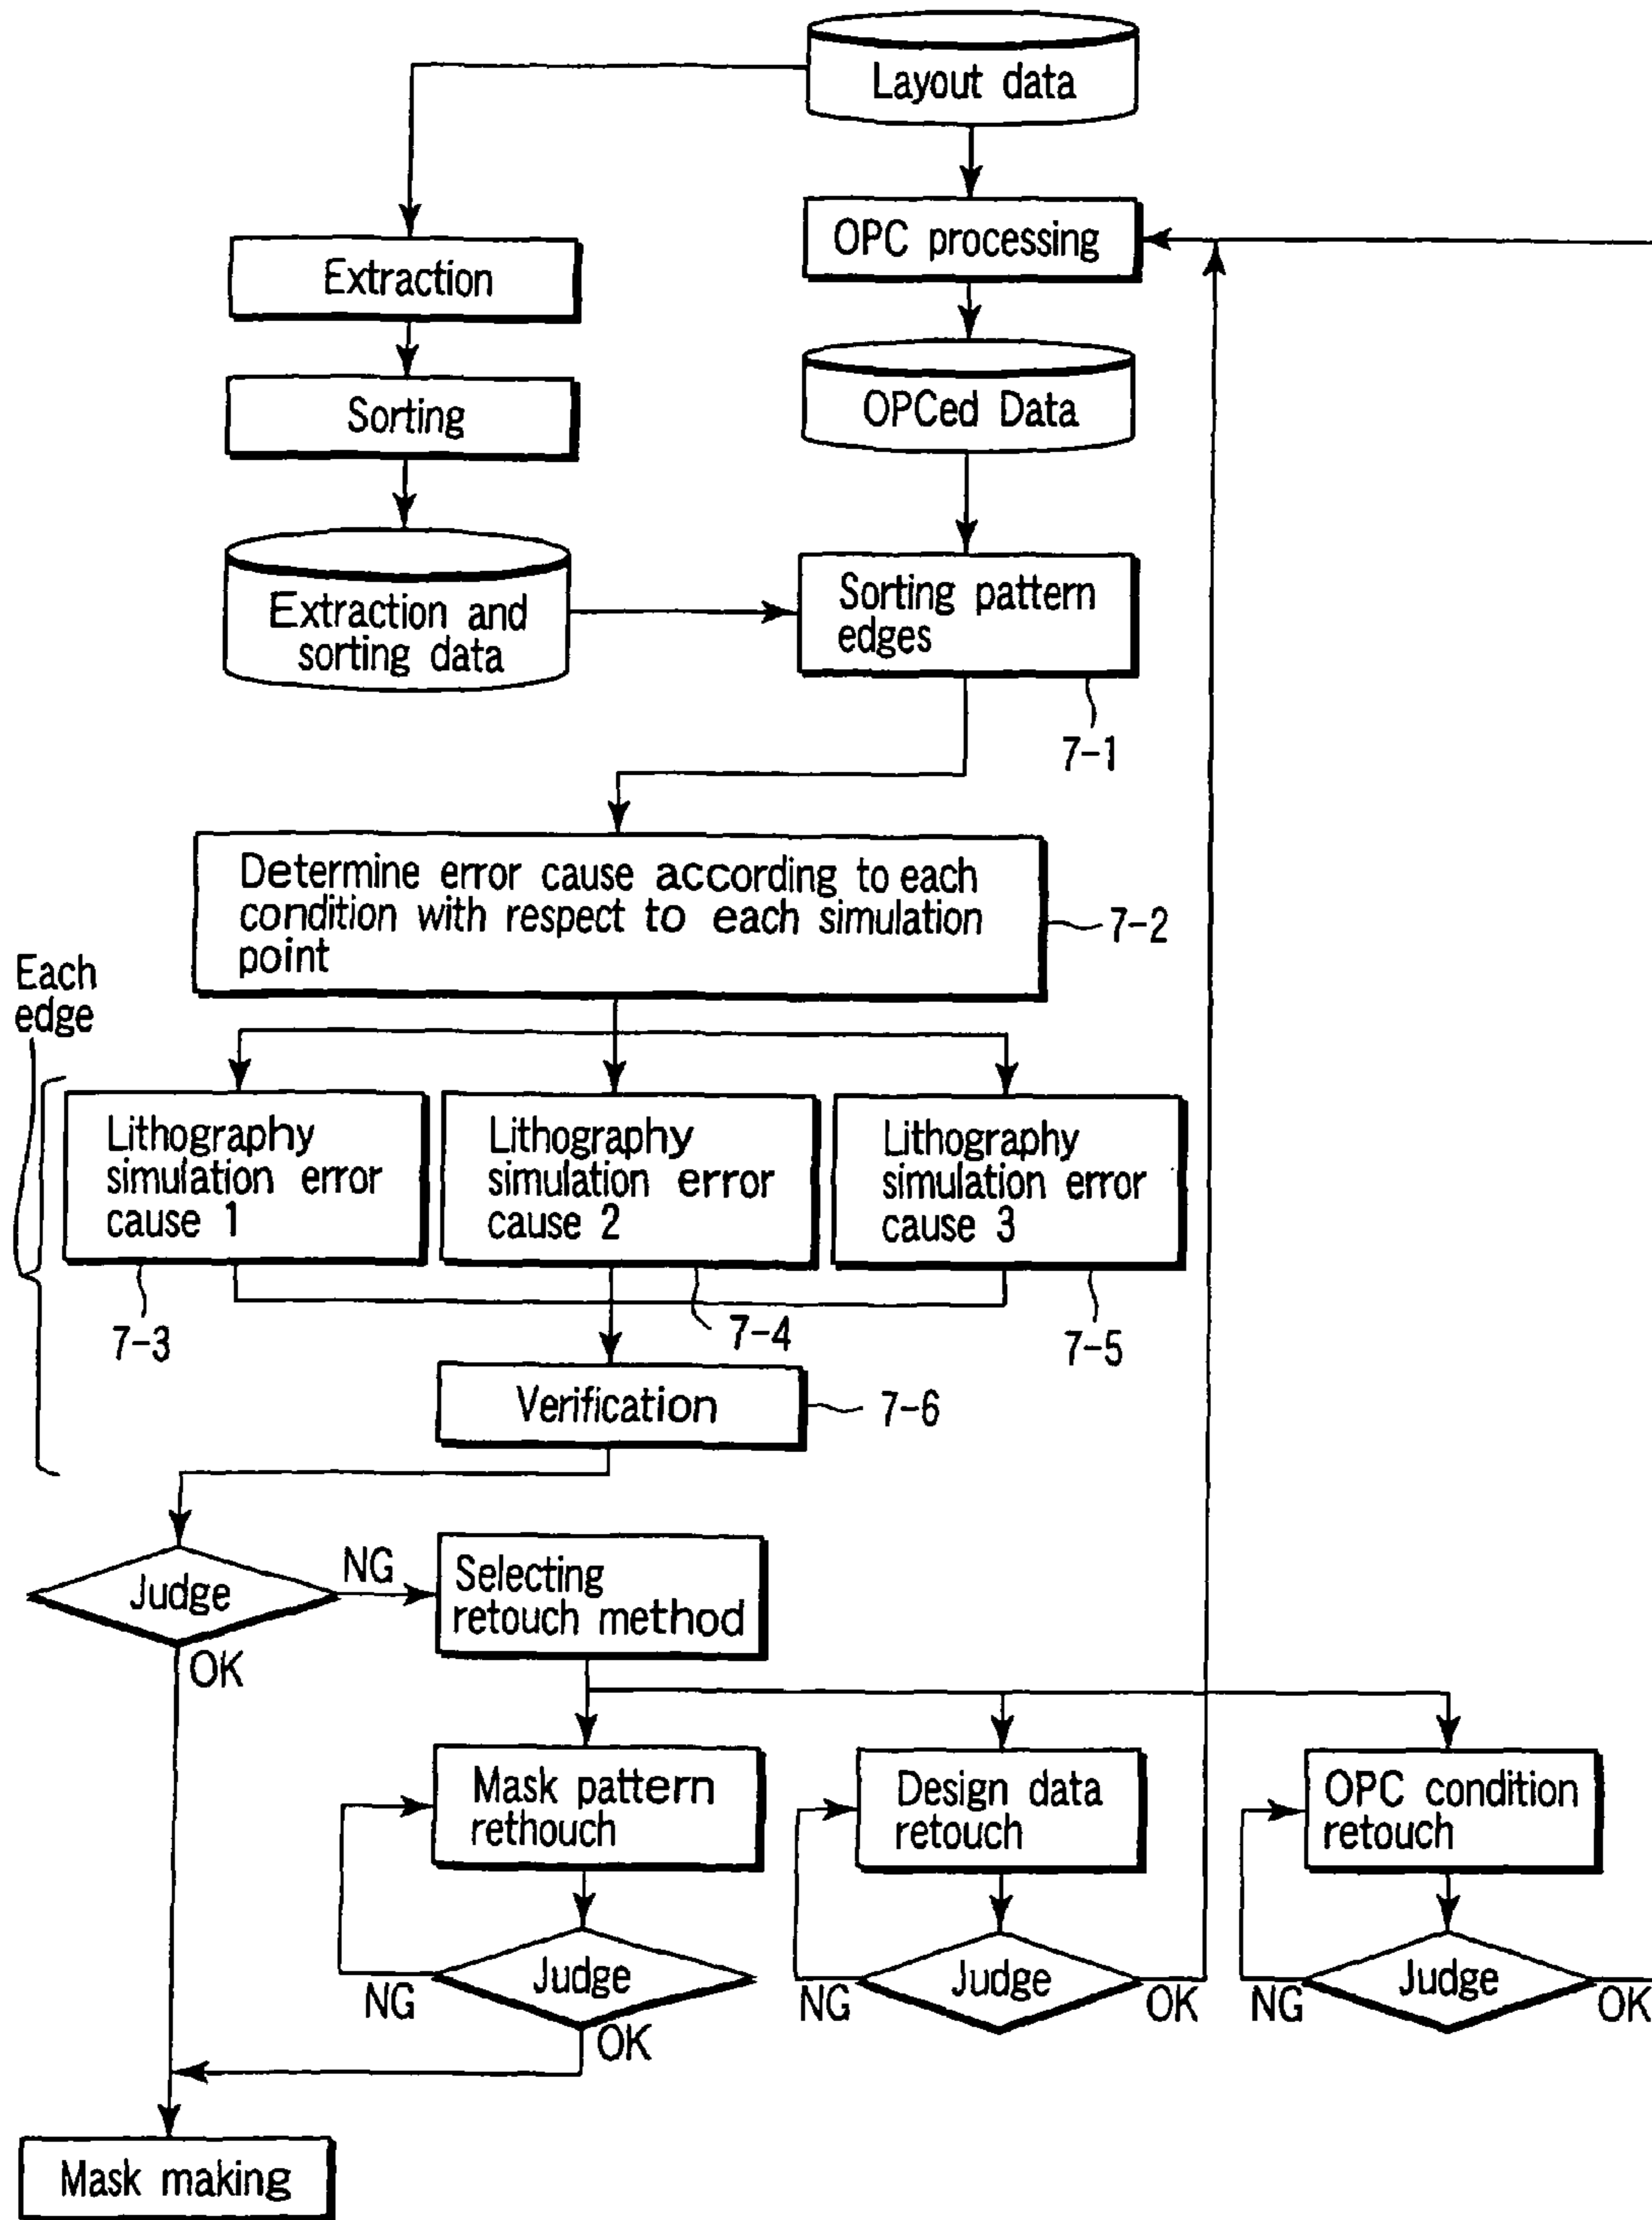 Layout data
OPC processing
Extraction
Sorting
OPCed Data
Extraction and
sorting data
Sorting pattern
edges
7-1
Determine error cause according to each
condition with respect to each simulation
point
7-2
Each
edge
Lithography
simulation error
cause 1
Lithography
simulation error
cause 2
Lithography
simulation error
cause 3
7-3
7-4
7-5
Verification
7-6
Judge
NG
OK
Selecting
retouch method
Mask pattern
rethouch
Design data
retouch
OPC condition
retouch
Judge
NG
OK
Judge
NG
OK
Judge
NG
OK
Mask making